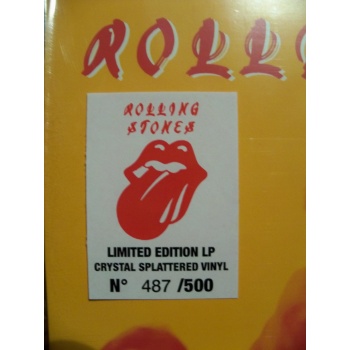 ROLL
ROLLING
STONES
LIMITED EDITION LP
CRYSTAL SPLATTERED VINYL
N° 487 /500